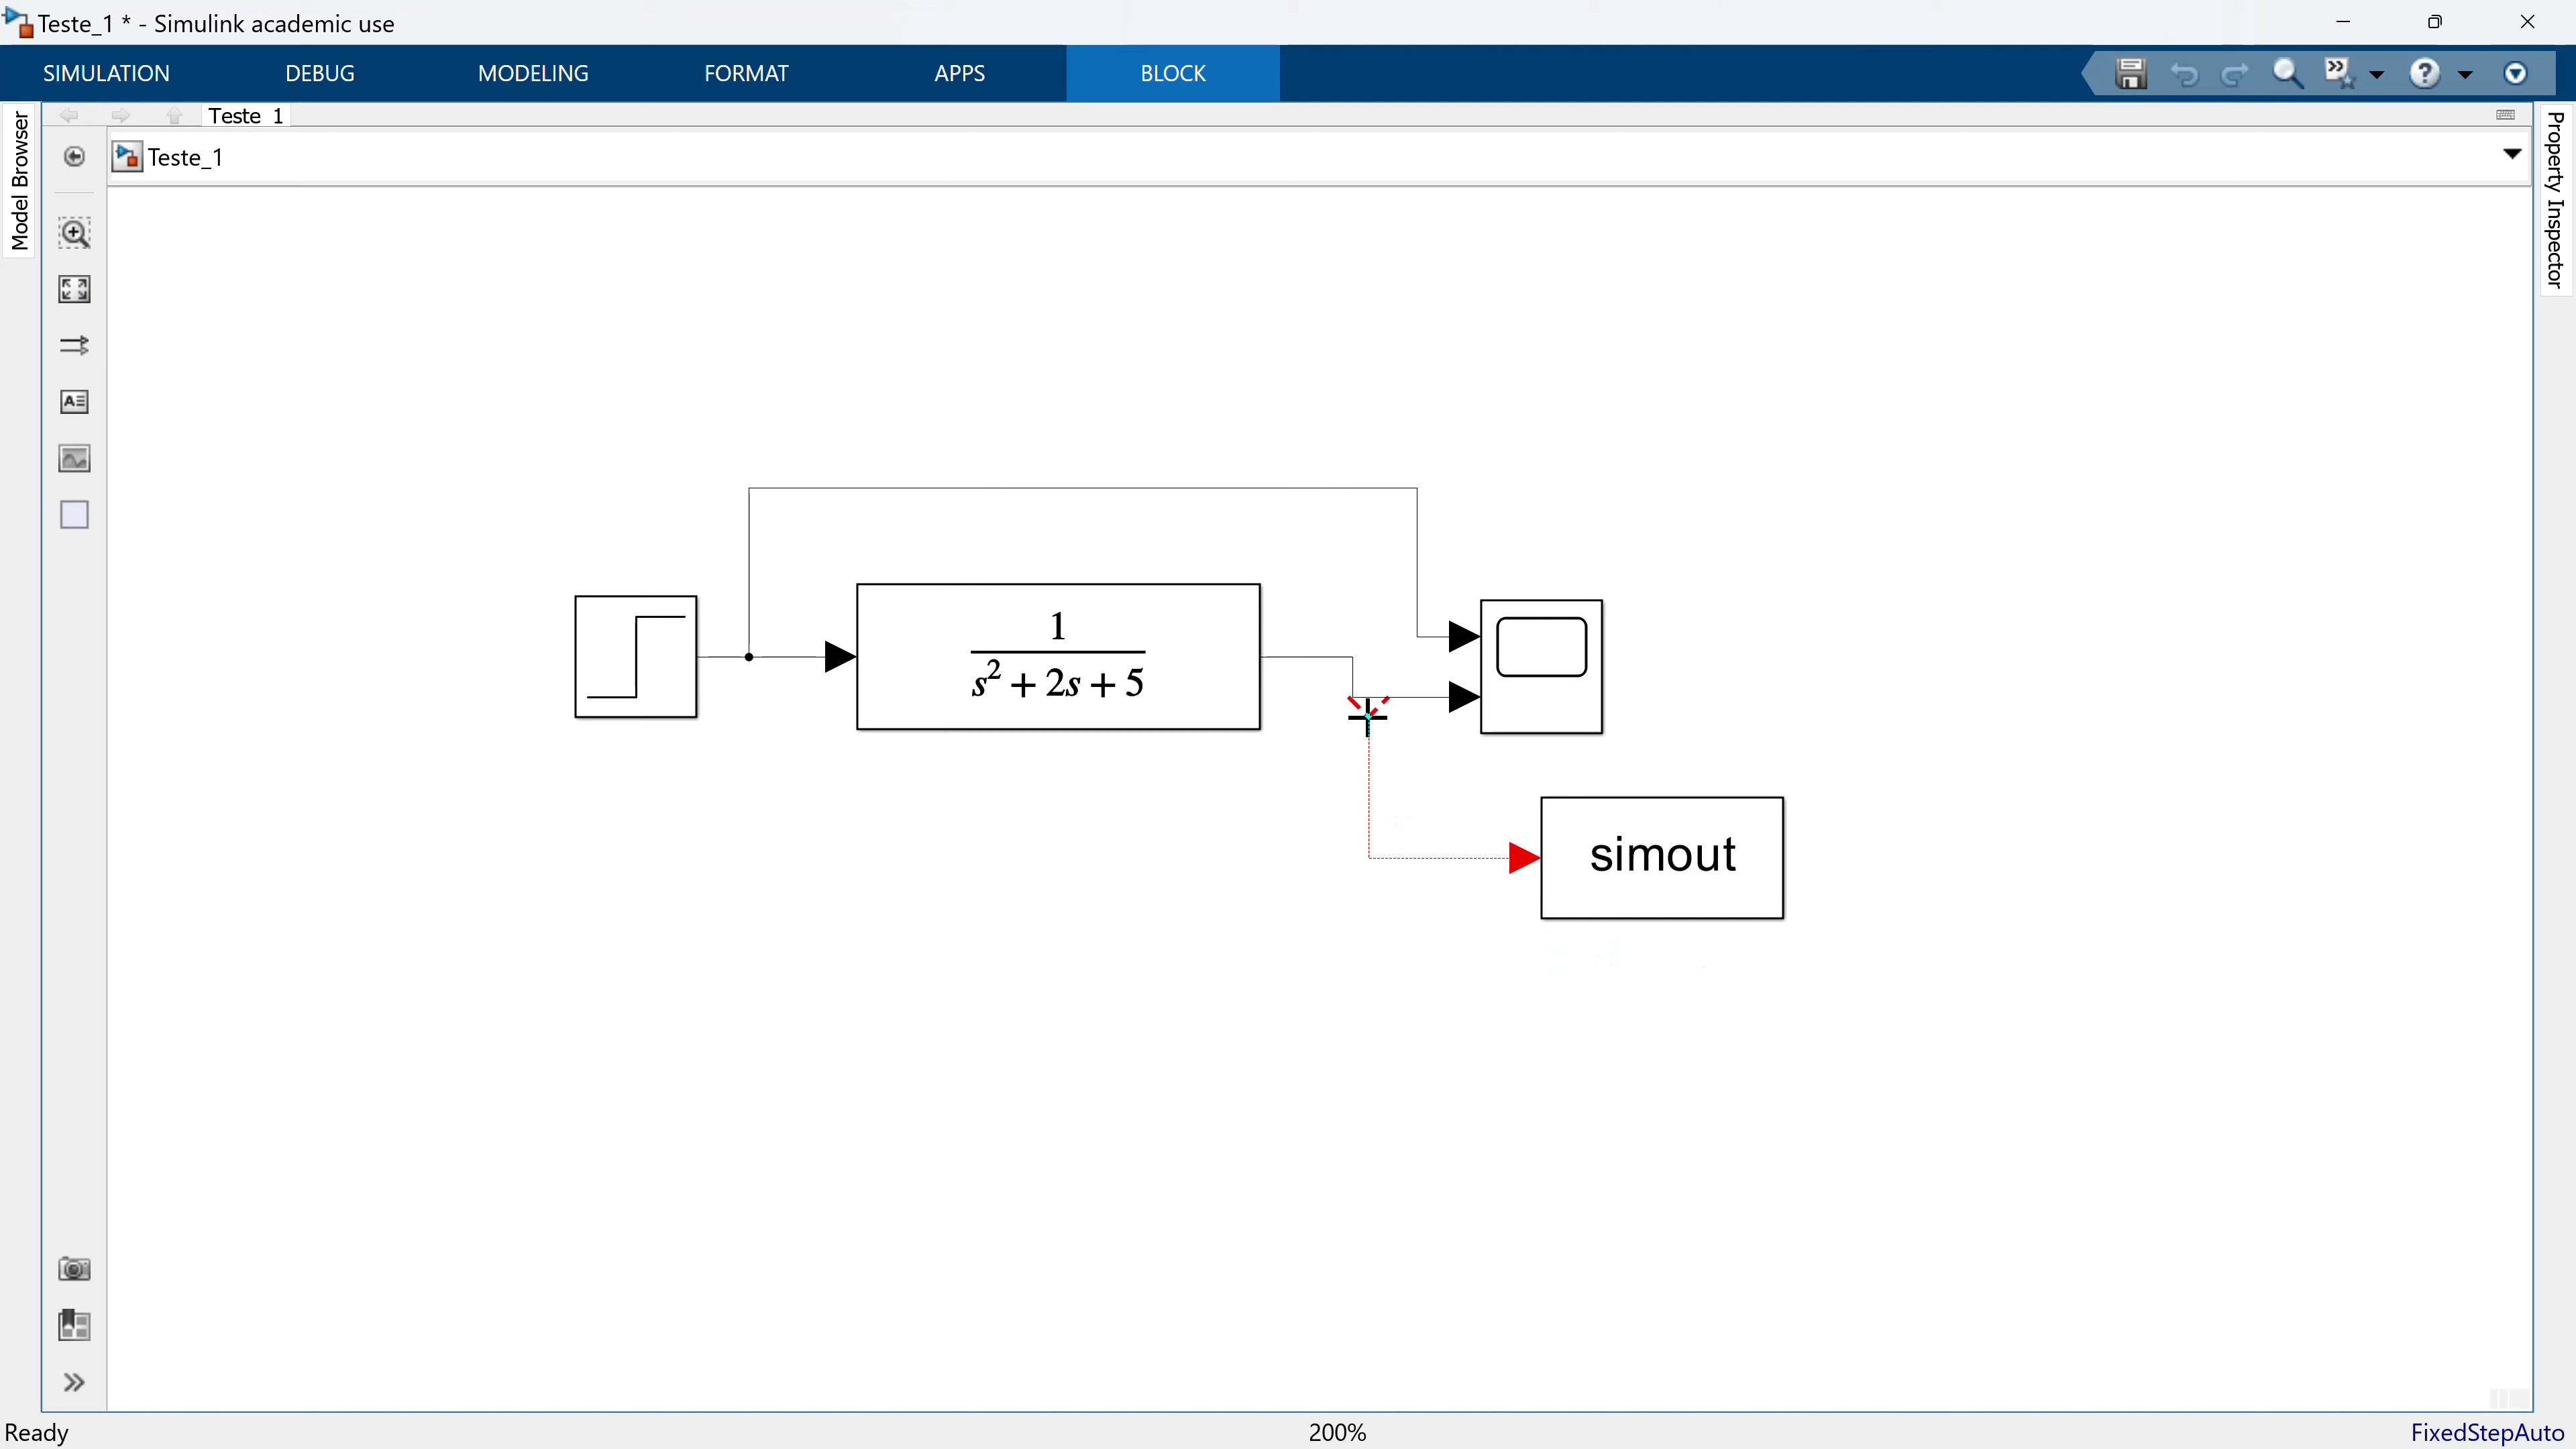 Teste_1 * - Simulink academic use
SIMULATION DEBUG MODELING FORMAT APPS BLOCK
Teste 1
Teste_1
Model Browser
Property Inspector
1
s² + 2s + 5
simout
Ready 200% FixedStepAuto